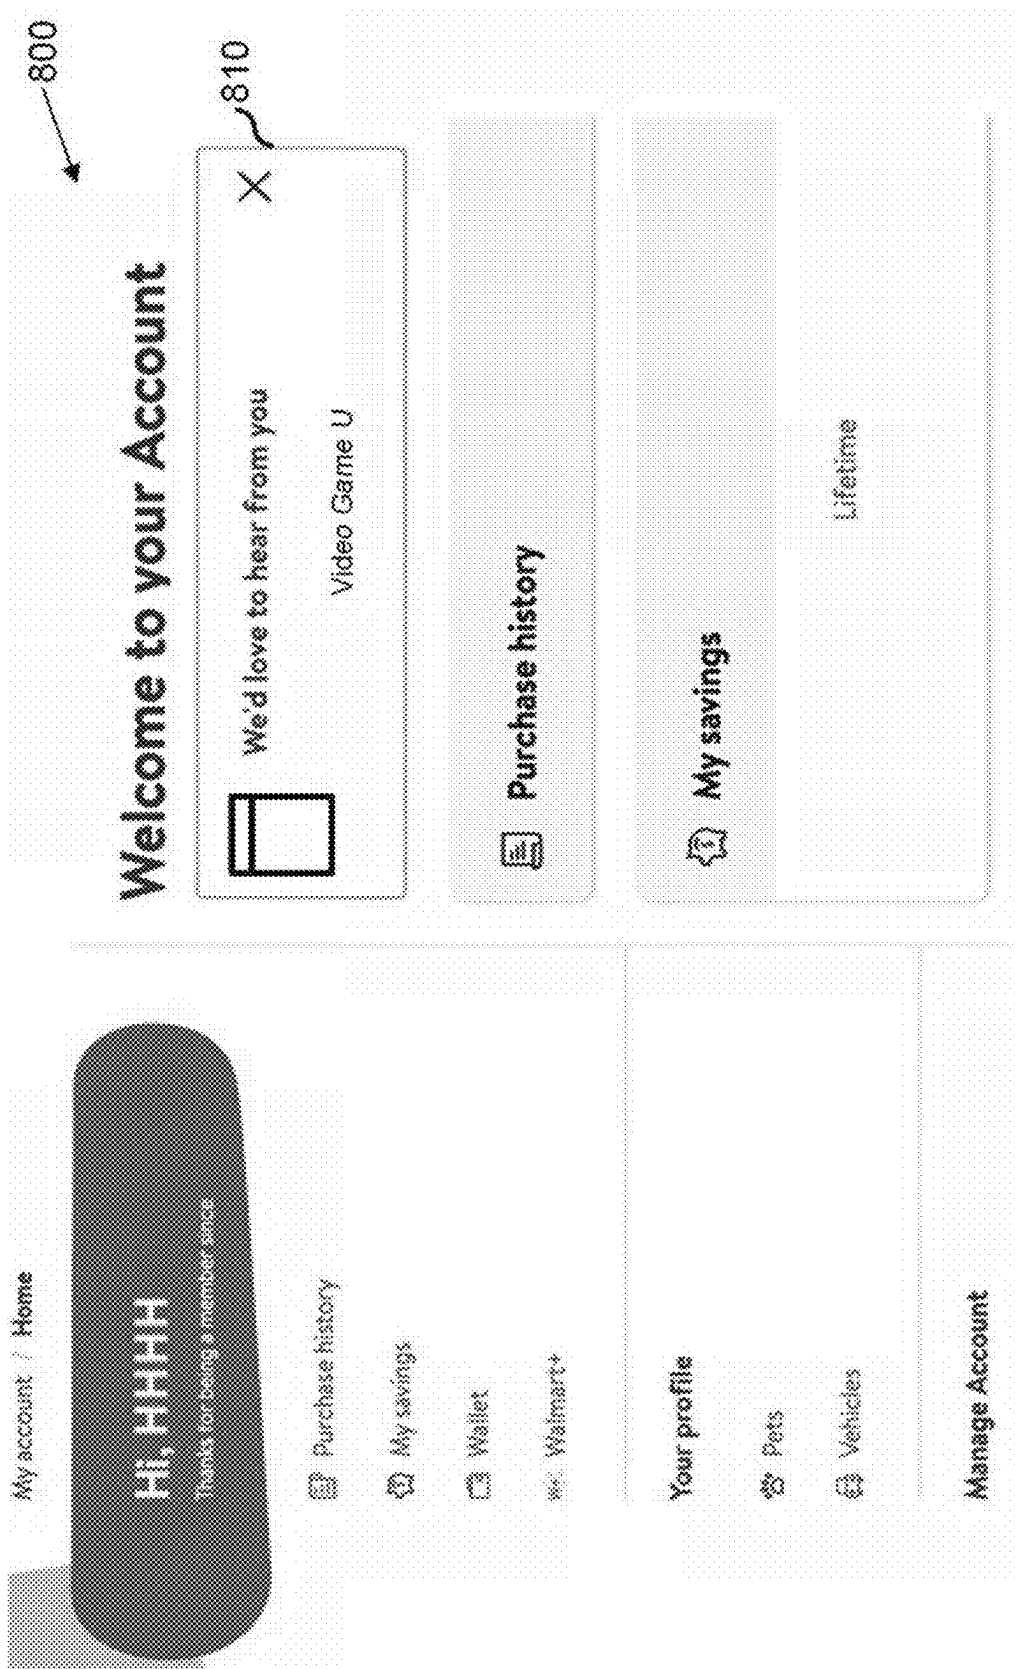 800
My account / Home
Hi, HHHH
Thanks for being a member since
Purchase history
My savings
Wallet
Walmart+
Your profile
Pets
Vehicles
Manage Account
Welcome to your Account
810
We'd love to hear from you
Video Game U
Purchase history
My savings
Lifetime